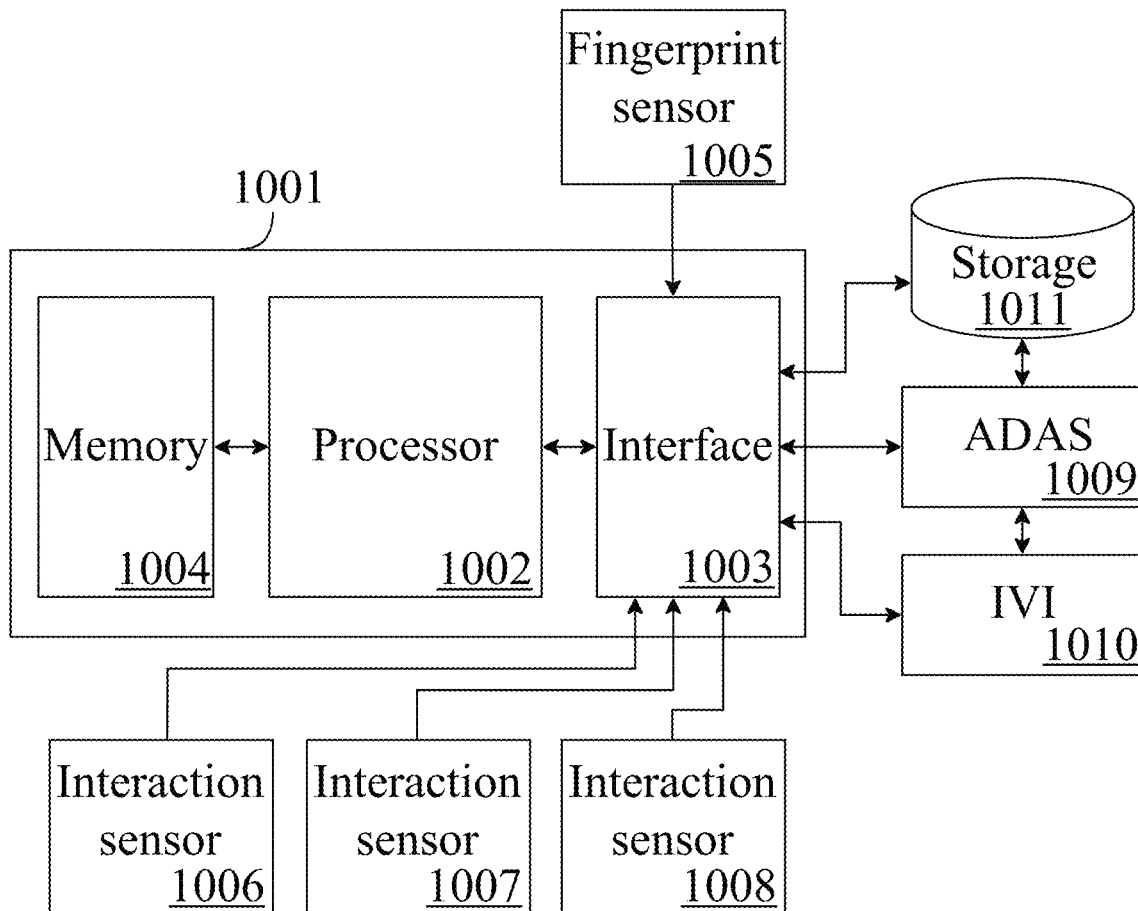 Fingerprint
sensor
1005
1001
Storage
1011
Memory
1004
Processor
1002
Interface
1003
ADAS
1009
IVI
1010
Interaction
sensor
1006
Interaction
sensor
1007
Interaction
sensor
1008